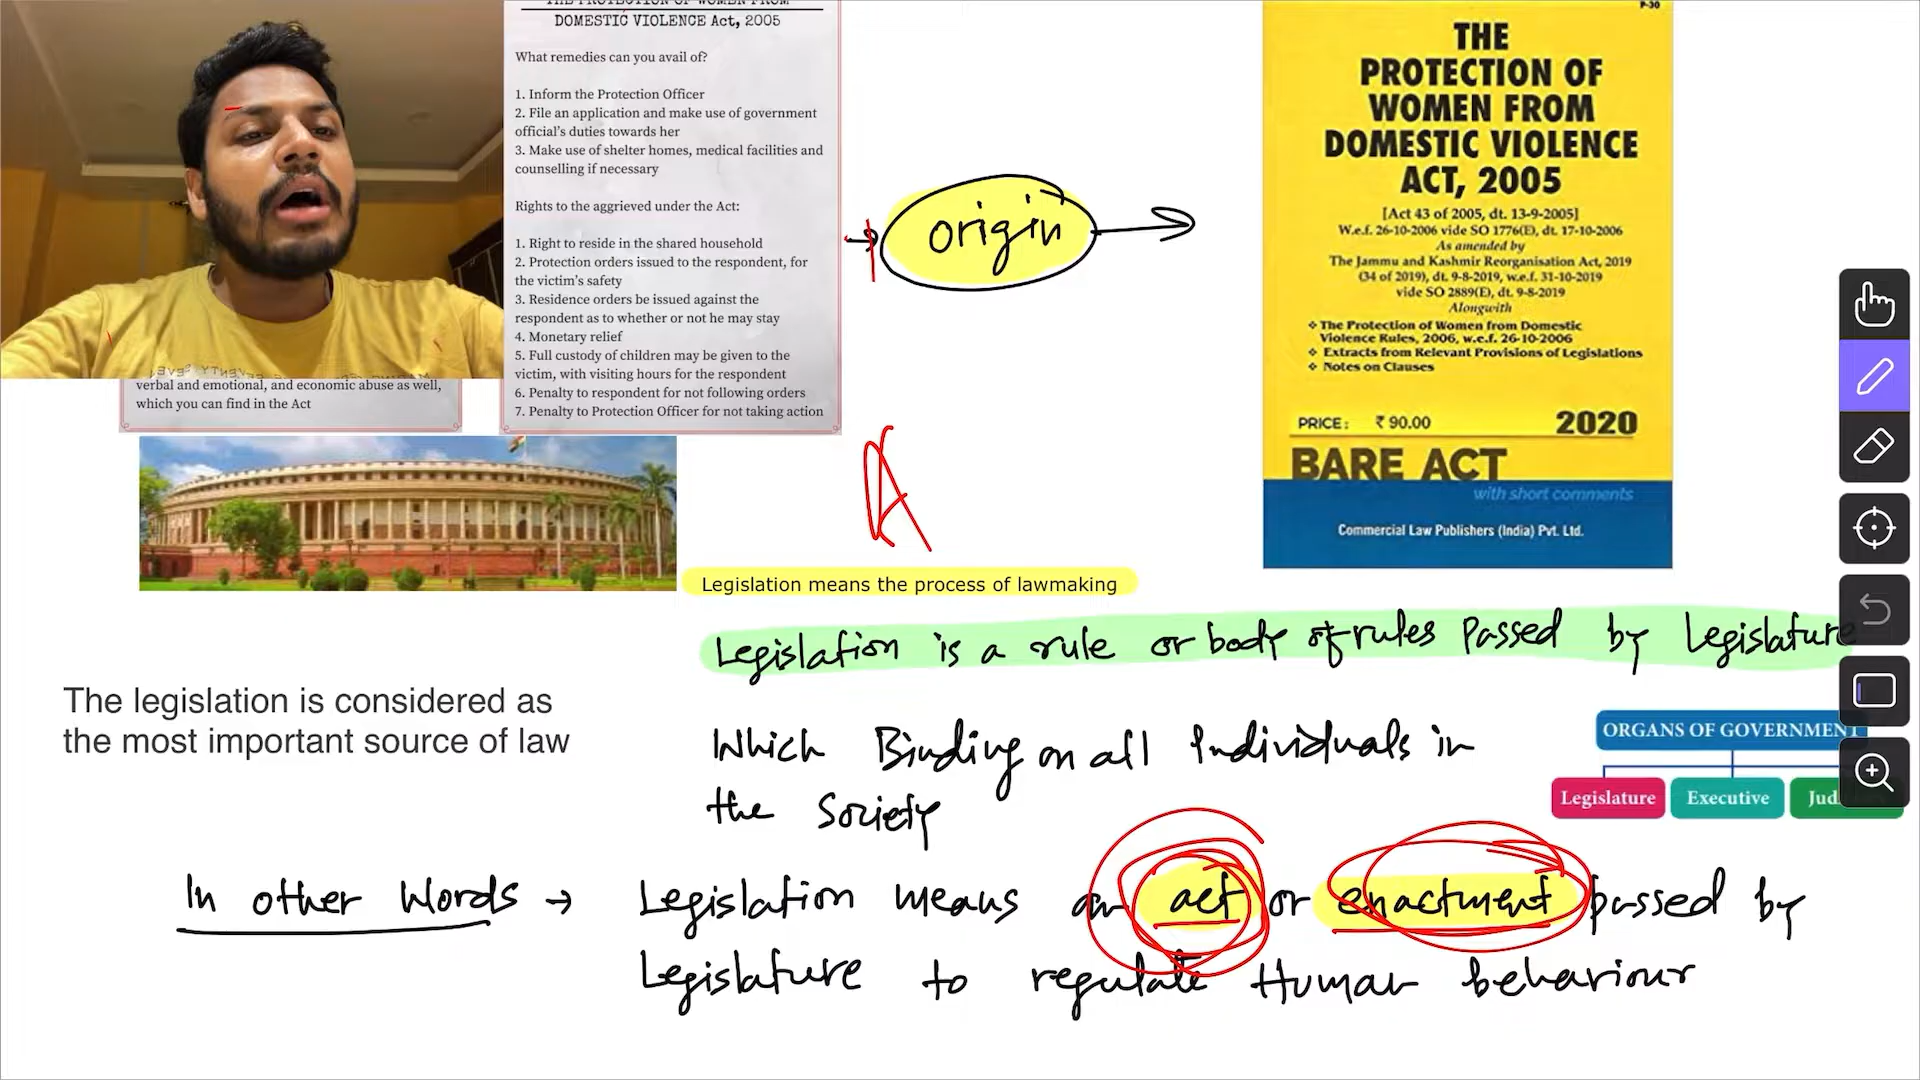 THE PROTECTION OF WOMEN FROM
DOMESTIC VIOLENCE Act, 2005
What remedies can you avail of?
1. Inform the Protection Officer
2. File an application and make use of government
official's duties towards her
3. Make use of shelter homes, medical facilities and
counselling if necessary
Rights to the aggrieved under the Act:
1. Right to reside in the shared household
2. Protection orders issued to the respondent, for
the victim's safety
3. Residence orders be issued against the
respondent as to whether or not he may stay
4. Monetary relief
5. Full custody of children may be given to the
victim, with visiting hours for the respondent
6. Penalty to respondent for not following orders
7. Penalty to Protection Officer for not taking action
verbal and emotional, and economic abuse as well,
which you can find in the Act
origin
P-30
THE
PROTECTION OF
WOMEN FROM
DOMESTIC VIOLENCE
ACT, 2005
[Act 43 of 2005, dt. 13-9-2005]
W.e.f. 26-10-2006 vide SO 1776(E), dt. 17-10-2006
As amended by
The Jammu and Kashmir Reorganisation Act, 2019
(34 of 2019), dt. 9-8-2019, w.e.f. 31-10-2019
vide SO 2889(E), dt. 9-8-2019
Alongwith
❖ The Protection of Women from Domestic
Violence Rules, 2006, w.e.f. 26-10-2006
❖ Extracts from Relevant Provisions of Legislations
❖ Notes on Clauses
PRICE: ₹ 90.00 2020
BARE ACT
with short comments
Commercial Law Publishers (India) Pvt. Ltd.
Legislation means the process of lawmaking
Legislation is a rule or body of rules passed by Legislature
Which Binding on all Individuals in
the Society
The legislation is considered as
the most important source of law
ORGANS OF GOVERNMENT
Legislature Executive Jud
In other Words → Legislation means an act or enactment passed by
Legislature to regulate Human behaviour